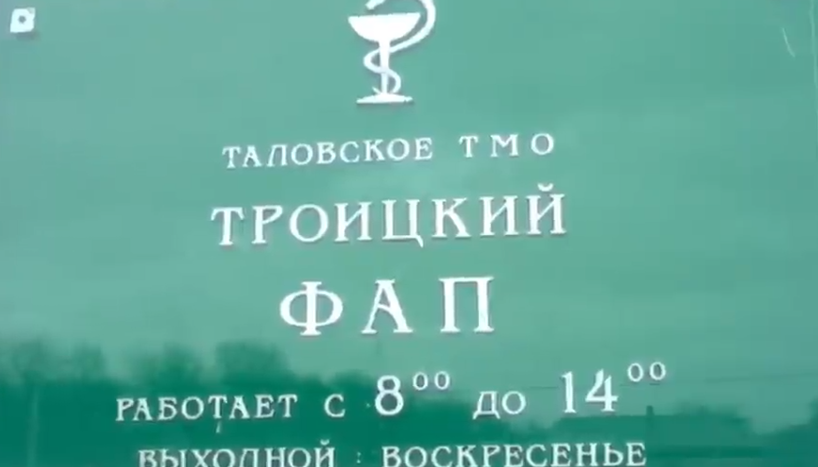 ТАЛОВСКОЕ ТМО
ТРОИЦКИЙ
ФАП
РАБОТАЕТ С 8⁰⁰ ДО 14⁰⁰
ВЫХОДНОЙ : ВОСКРЕСЕНЬЕ